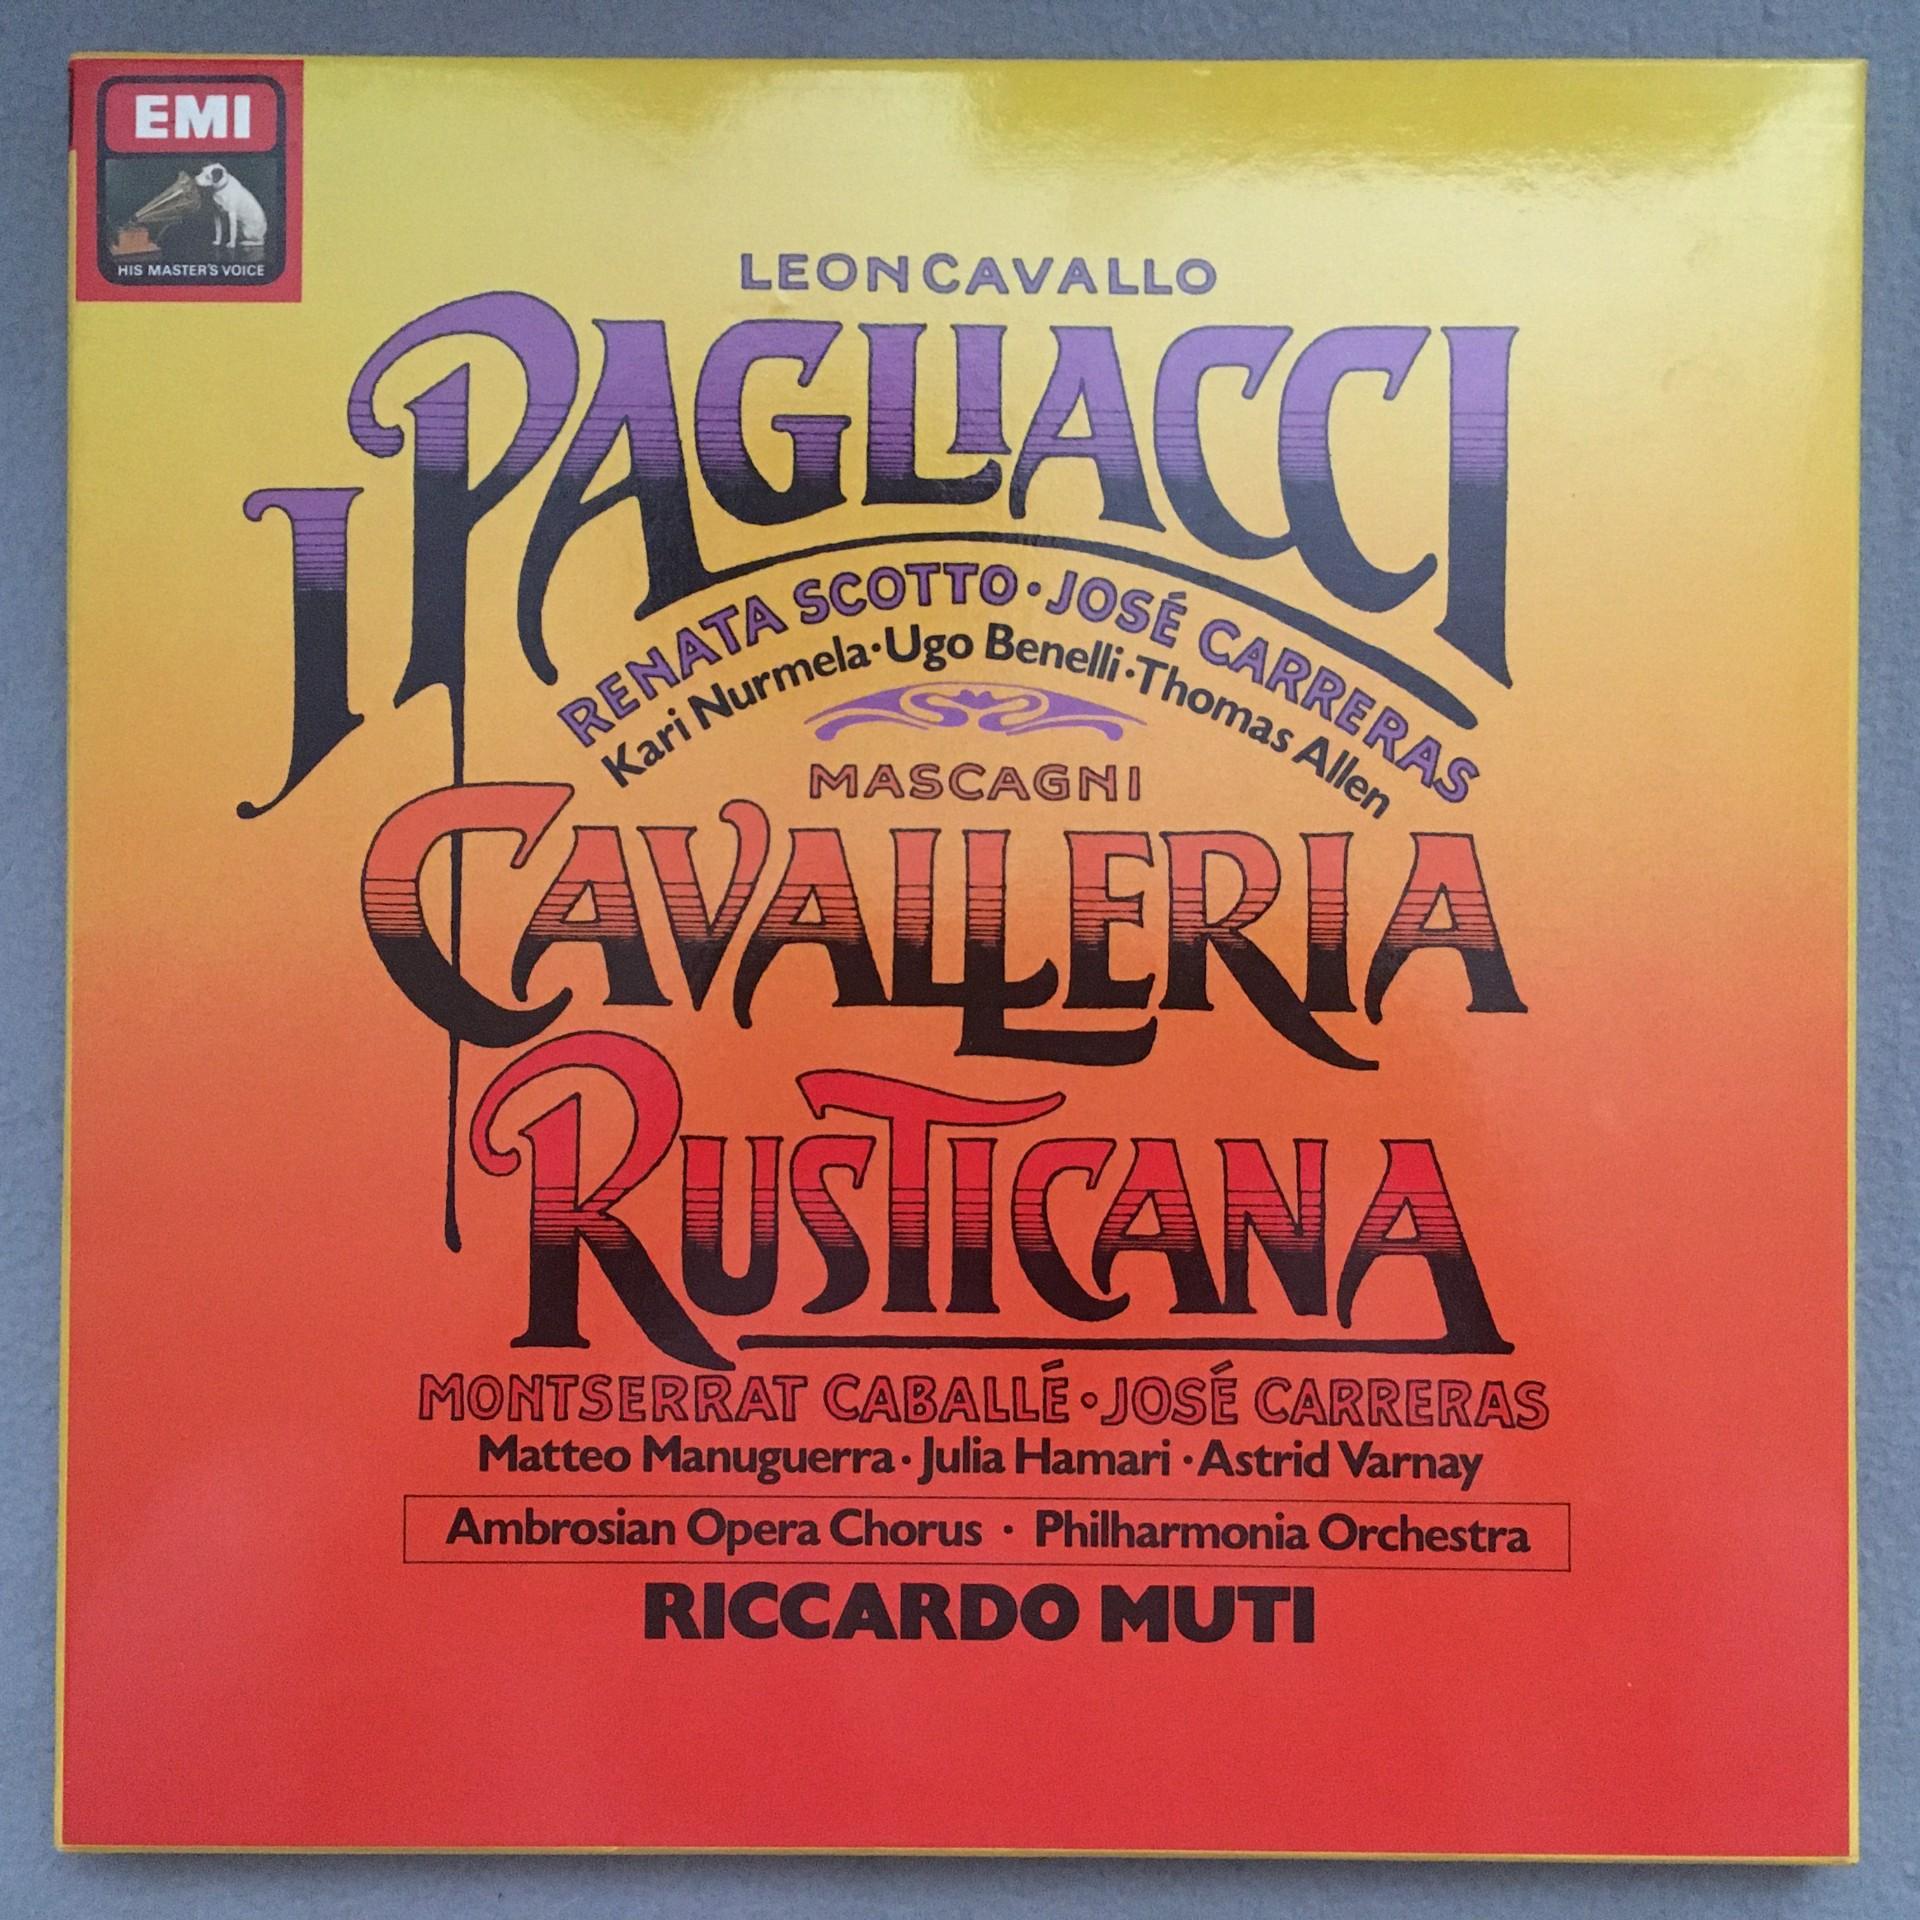 EMI
HIS MASTER'S VOICE
LEONCAVALLO
I PAGLIACCI
RENATA SCOTTO · JOSÉ CARRERAS
Kari Nurmela · Ugo Benelli · Thomas Allen
MASCAGNI
CAVALLERIA
RUSTICANA
MONTSERRAT CABALLÉ · JOSÉ CARRERAS
Matteo Manuguerra · Julia Hamari · Astrid Varnay
Ambrosian Opera Chorus · Philharmonia Orchestra
RICCARDO MUTI